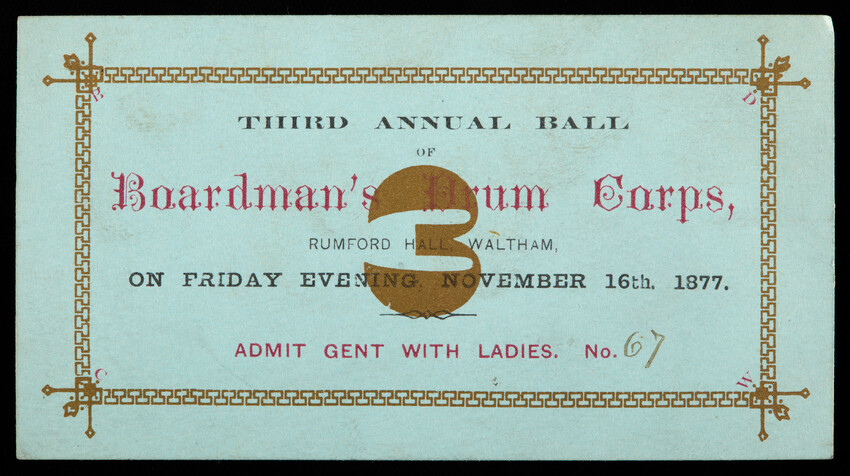 B D
THIRD ANNUAL BALL
OF
Boardman's Drum Corps,
3
RUMFORD HALL, WALTHAM,
ON FRIDAY EVENING, NOVEMBER 16th, 1877.
ADMIT GENT WITH LADIES. No. 67
C W